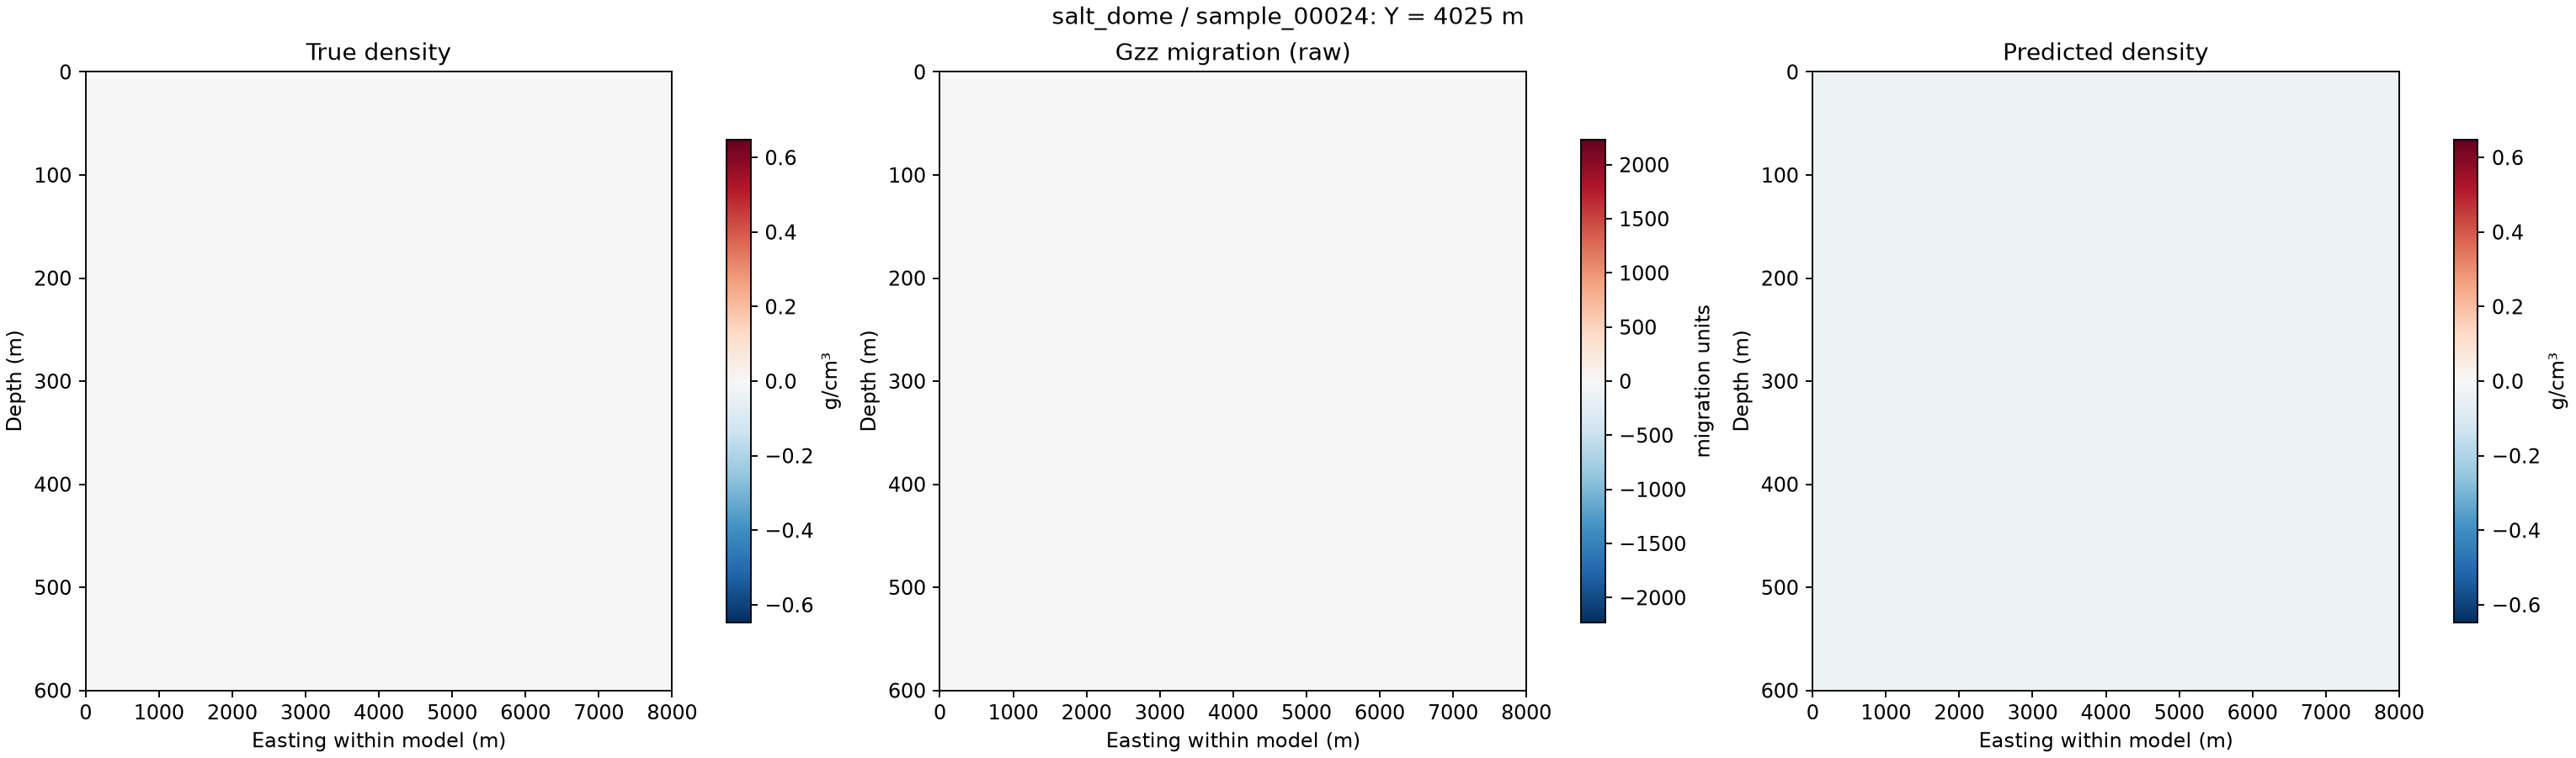 salt_dome / sample_00024: Y = 4025 m
True density
0
100
200
300
400
500
600
Depth (m)
0 1000 2000 3000 4000 5000 6000 7000 8000
Easting within model (m)
0.6
0.4
0.2
0.0
−0.2
−0.4
−0.6
g/cm³
Gzz migration (raw)
0
100
200
300
400
500
600
Depth (m)
0 1000 2000 3000 4000 5000 6000 7000 8000
Easting within model (m)
2000
1500
1000
500
0
−500
−1000
−1500
−2000
migration units
Predicted density
0
100
200
300
400
500
600
Depth (m)
0 1000 2000 3000 4000 5000 6000 7000 8000
Easting within model (m)
0.6
0.4
0.2
0.0
−0.2
−0.4
−0.6
g/cm³